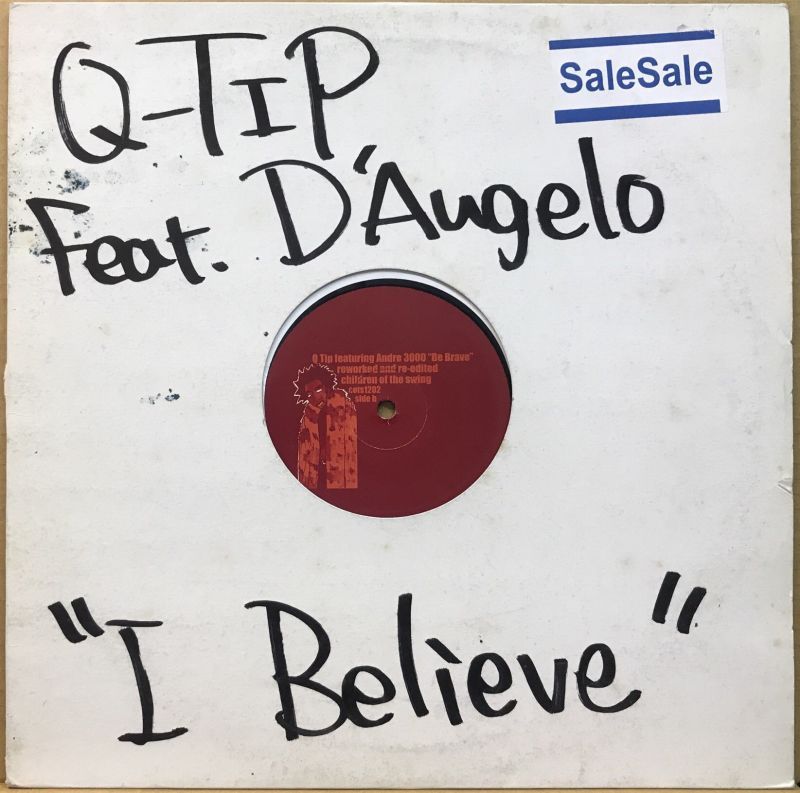 Q-TIP
SaleSale
Feat. D'Angelo
Q Tip featuring Andre 3000 "Be Brave"
reworked and re-edited
children of the swing
cots1202
side b
"I Believe"